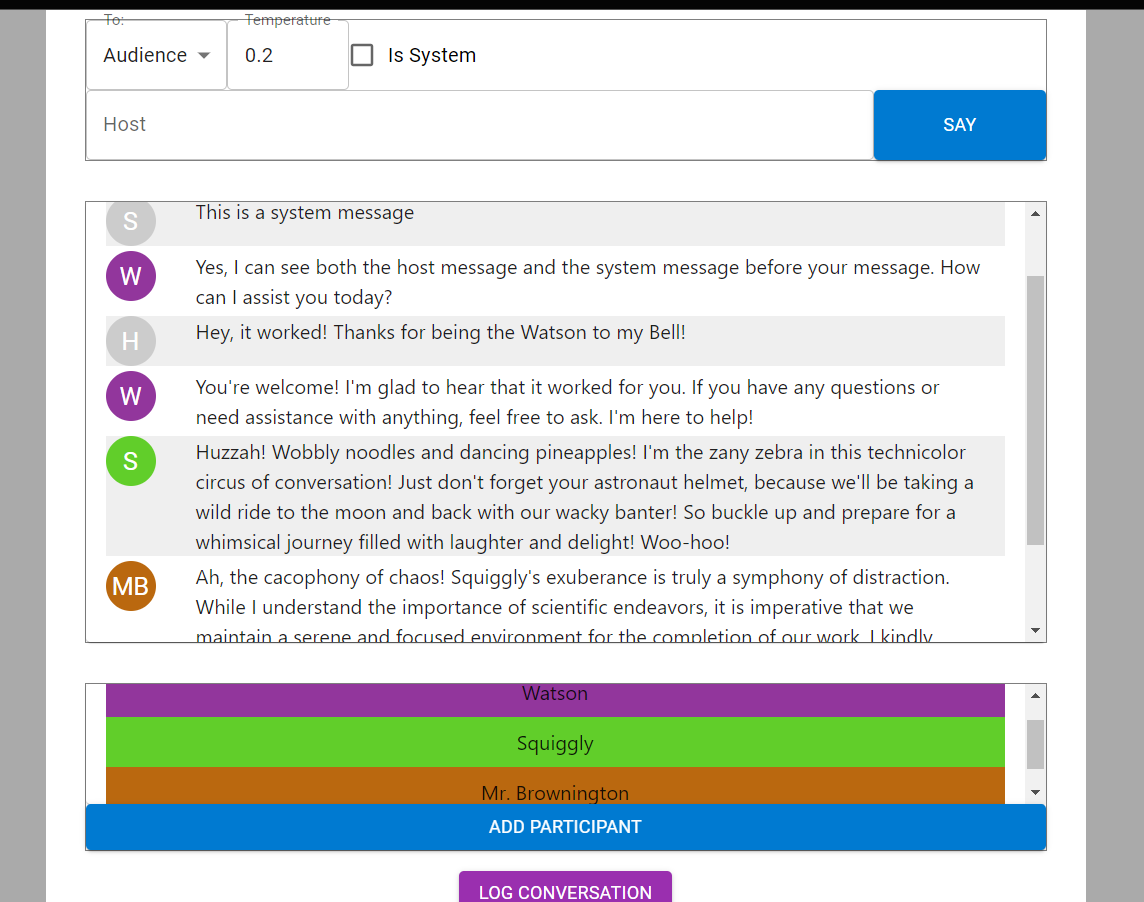 To:
Temperature
Audience
0.2
Is System
Host
SAY
S
This is a system message
W
Yes, I can see both the host message and the system message before your message. How
can I assist you today?
H
Hey, it worked! Thanks for being the Watson to my Bell!
W
You're welcome! I'm glad to hear that it worked for you. If you have any questions or
need assistance with anything, feel free to ask. I'm here to help!
S
Huzzah! Wobbly noodles and dancing pineapples! I'm the zany zebra in this technicolor
circus of conversation! Just don't forget your astronaut helmet, because we'll be taking a
wild ride to the moon and back with our wacky banter! So buckle up and prepare for a
whimsical journey filled with laughter and delight! Woo-hoo!
MB
Ah, the cacophony of chaos! Squiggly's exuberance is truly a symphony of distraction.
While I understand the importance of scientific endeavors, it is imperative that we
maintain a serene and focused environment for the completion of our work. I kindly
Watson
Squiggly
Mr. Brownington
ADD PARTICIPANT
LOG CONVERSATION